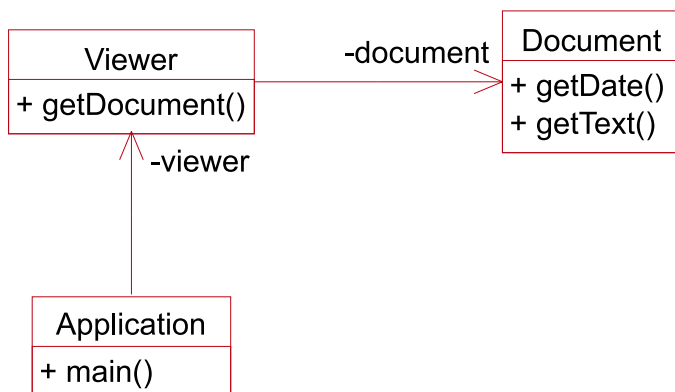 Viewer
+ getDocument()
-document
Document
+ getDate()
+ getText()
-viewer
Application
+ main()